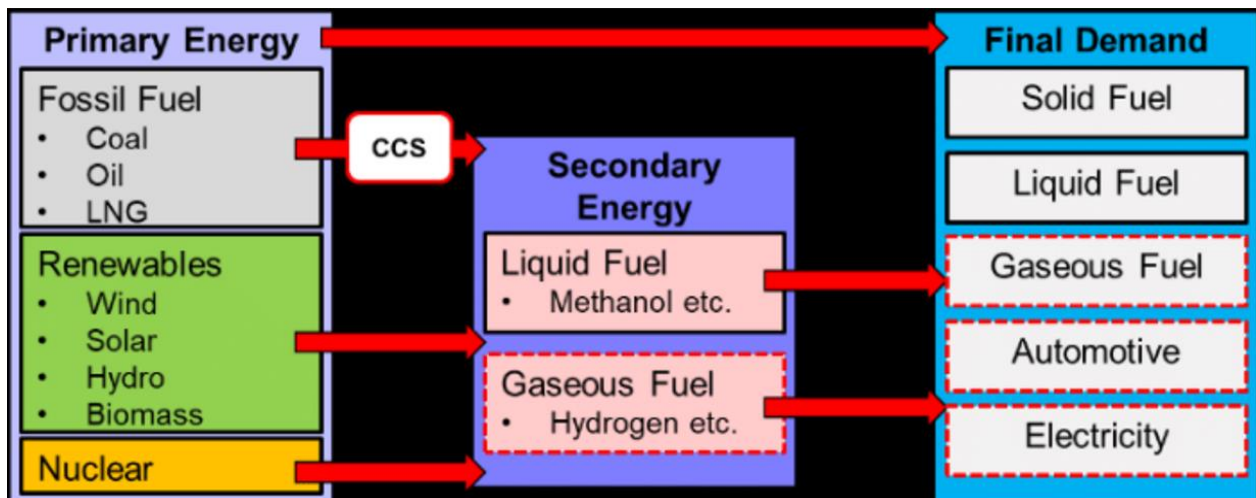 Primary Energy
Fossil Fuel
• Coal
• Oil
• LNG
Renewables
• Wind
• Solar
• Hydro
• Biomass
Nuclear
CCS
Secondary
Energy
Liquid Fuel
• Methanol etc.
Gaseous Fuel
• Hydrogen etc.
Final Demand
Solid Fuel
Liquid Fuel
Gaseous Fuel
Automotive
Electricity